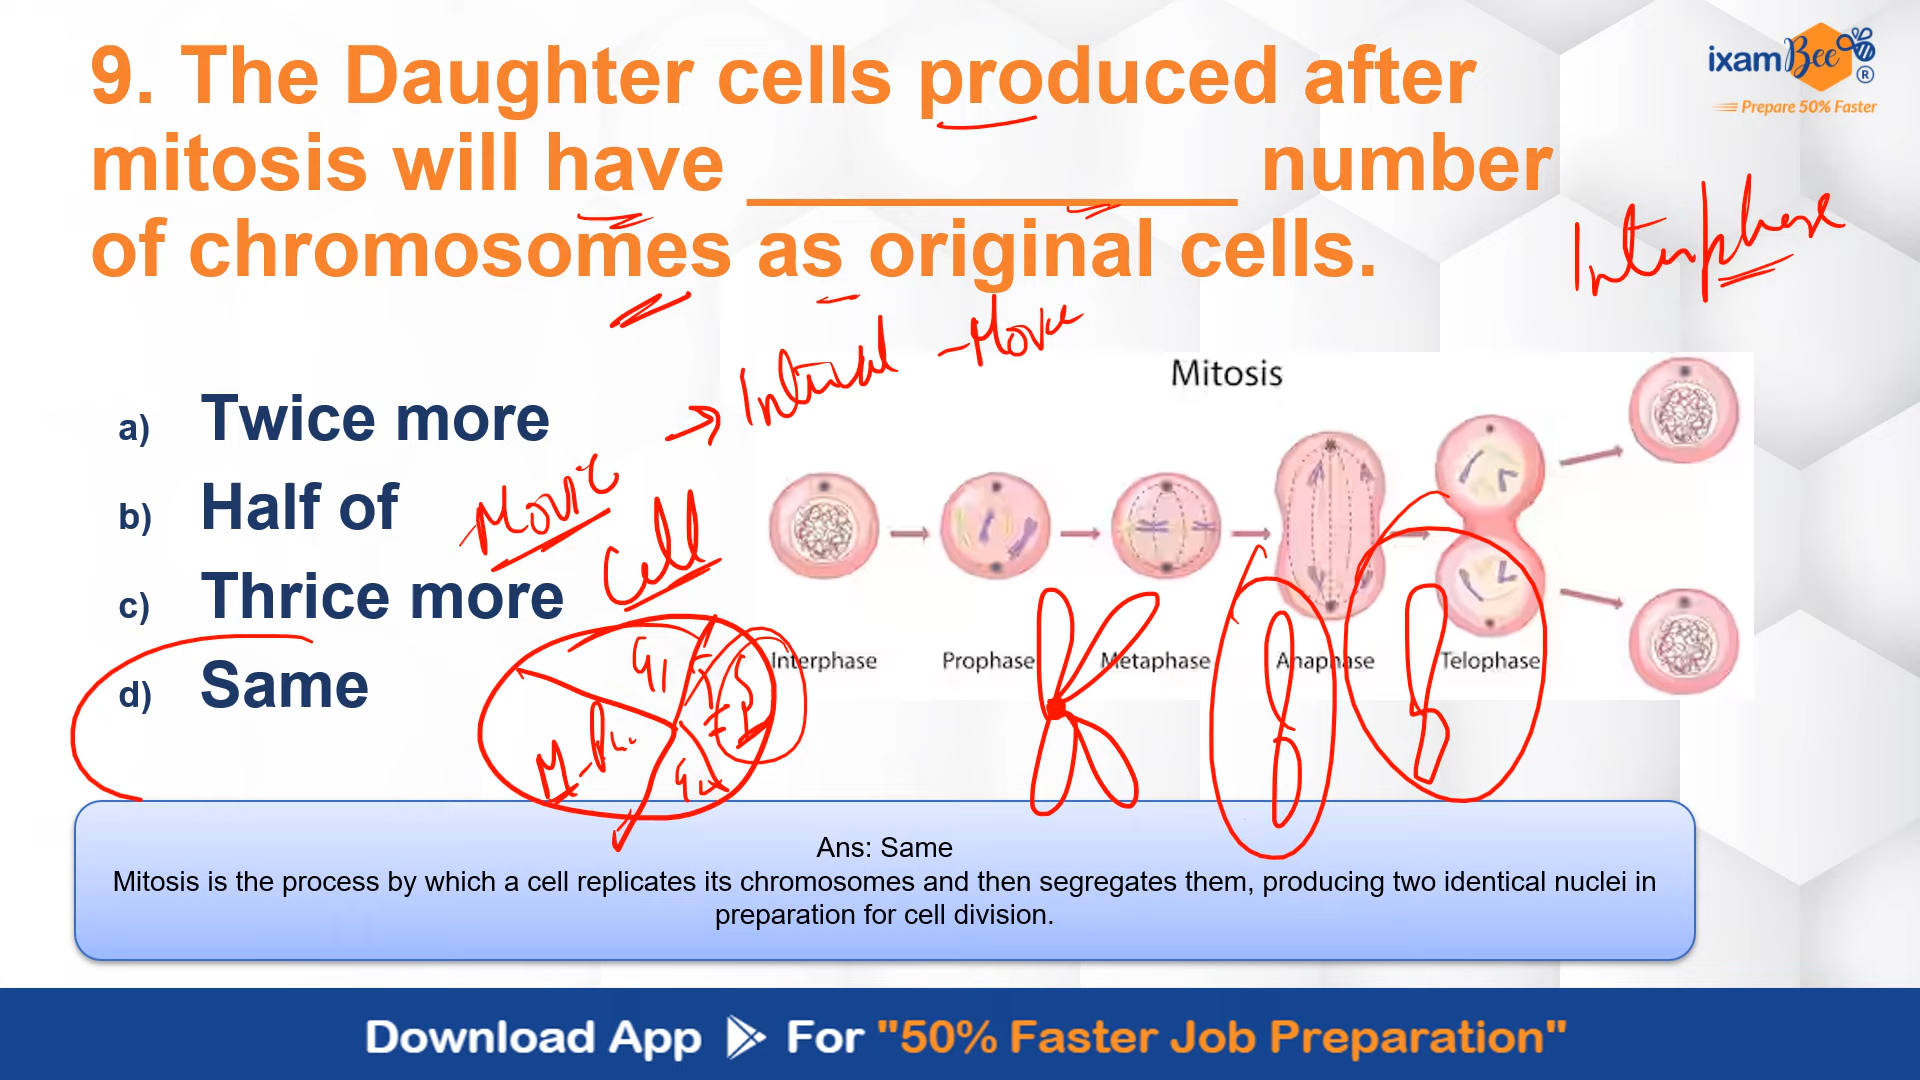 9. The Daughter cells produced after
mitosis will have ____________ number
of chromosomes as original cells.
ixamBee®
Prepare 50% Faster
Interphase
Move
a) Twice more
b) Half of
c) Thrice more
d) Same
Move
Cell
G1
S
M-Pha
Mitosis
Interphase
Prophase
Metaphase
Anaphase
Telophase
Ans: Same
Mitosis is the process by which a cell replicates its chromosomes and then segregates them, producing two identical nuclei in
preparation for cell division.
Download App For "50% Faster Job Preparation"